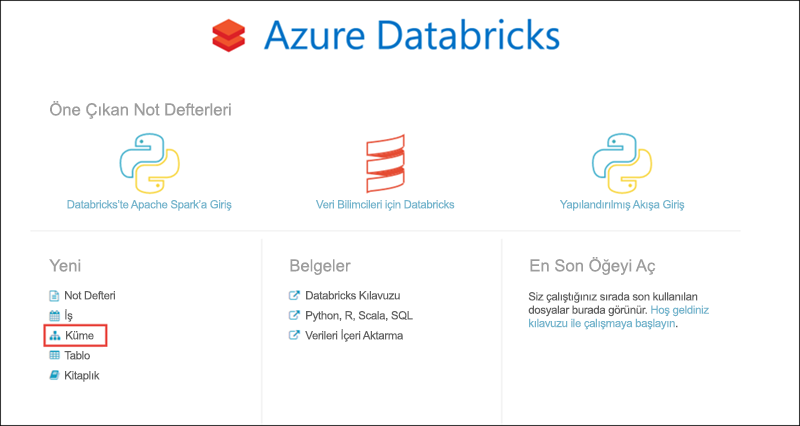 Azure Databricks
Öne Çıkan Not Defterleri
Databricks'te Apache Spark'a Giriş
Veri Bilimcileri için Databricks
Yapılandırılmış Akışa Giriş
Yeni
Not Defteri
İş
Küme
Tablo
Kitaplık
Belgeler
Databricks Kılavuzu
Python, R, Scala, SQL
Verileri İçeri Aktarma
En Son Öğeyi Aç
Siz çalıştığınız sırada son kullanılan
dosyalar burada görünür. Hoş geldiniz
kılavuzu ile çalışmaya başlayın.